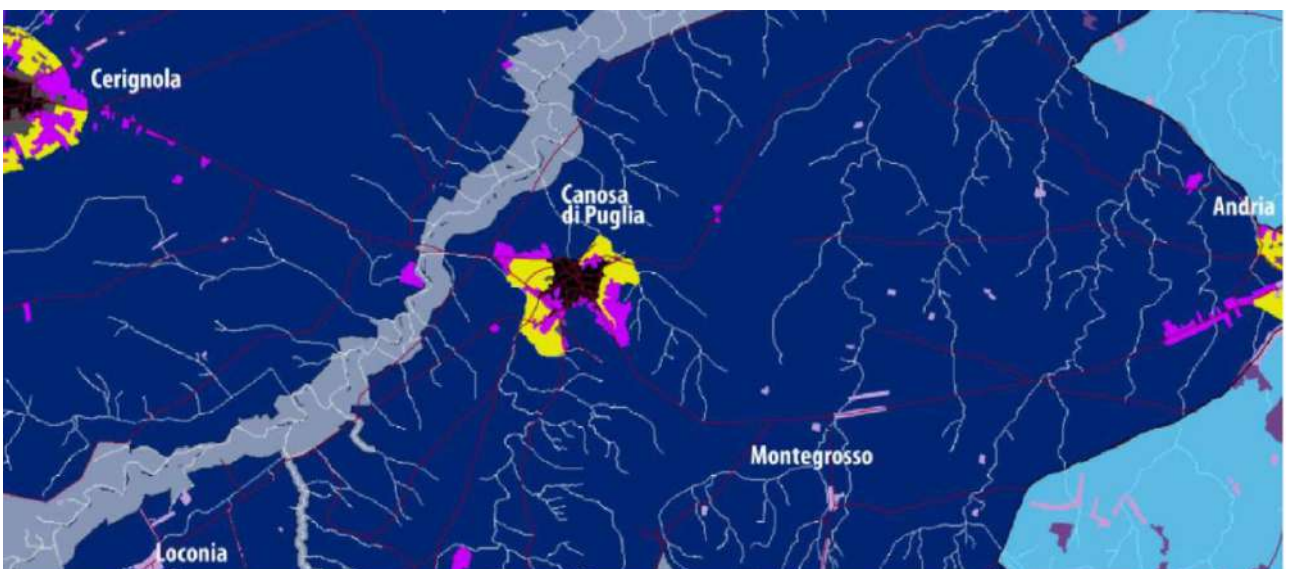 Cerignola
Canosa
di Puglia
Andria
Montegrosso
Loconia